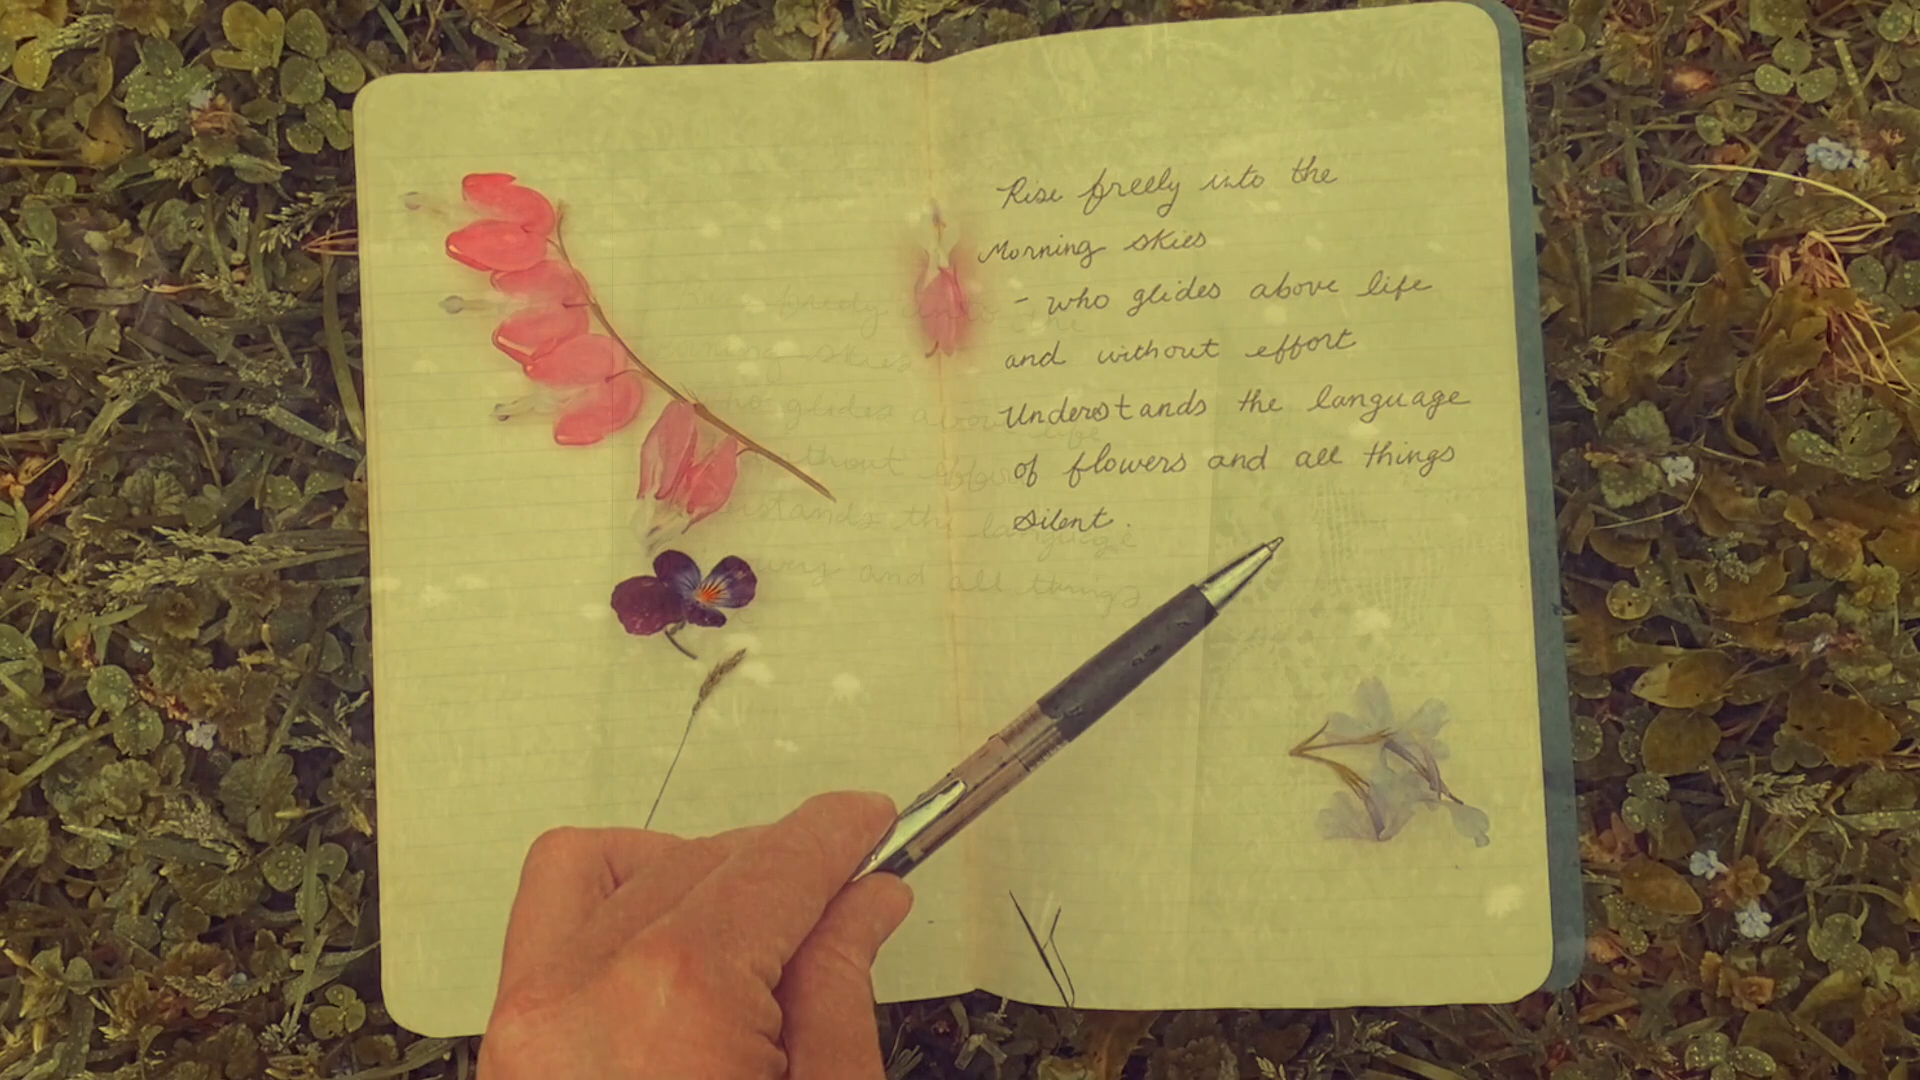 Rise freely into the
Morning skies
- who glides above life
and without effort
Understands the language
of flowers and all things
silent.